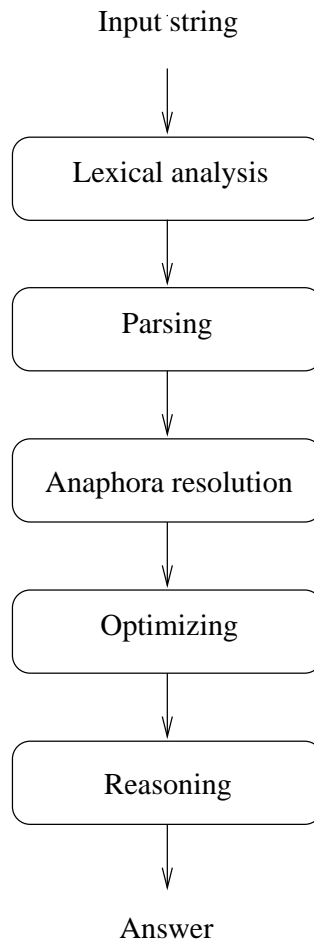 Input string
Lexical analysis
Parsing
Anaphora resolution
Optimizing
Reasoning
Answer